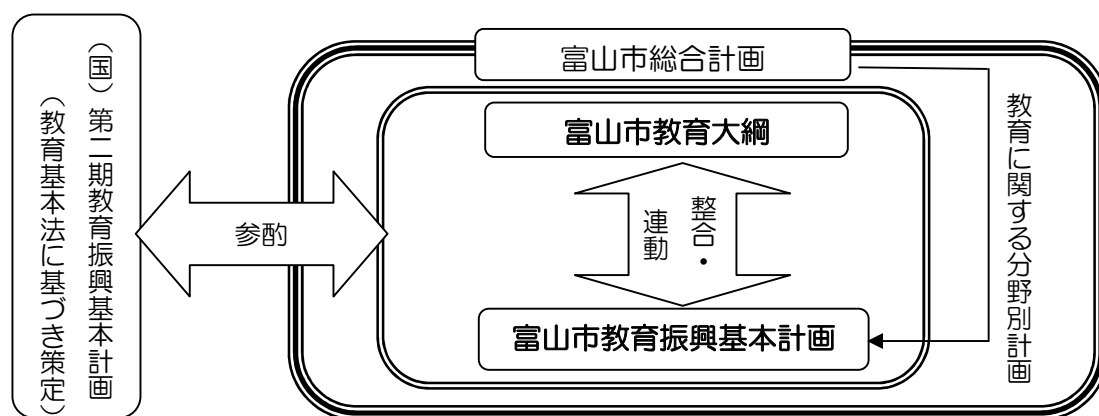 （国）第二期教育振興基本計画
（教育基本法に基づき策定）
参酌
富山市総合計画
富山市教育大綱
整合・
連動
富山市教育振興基本計画
教育に関する分野別計画